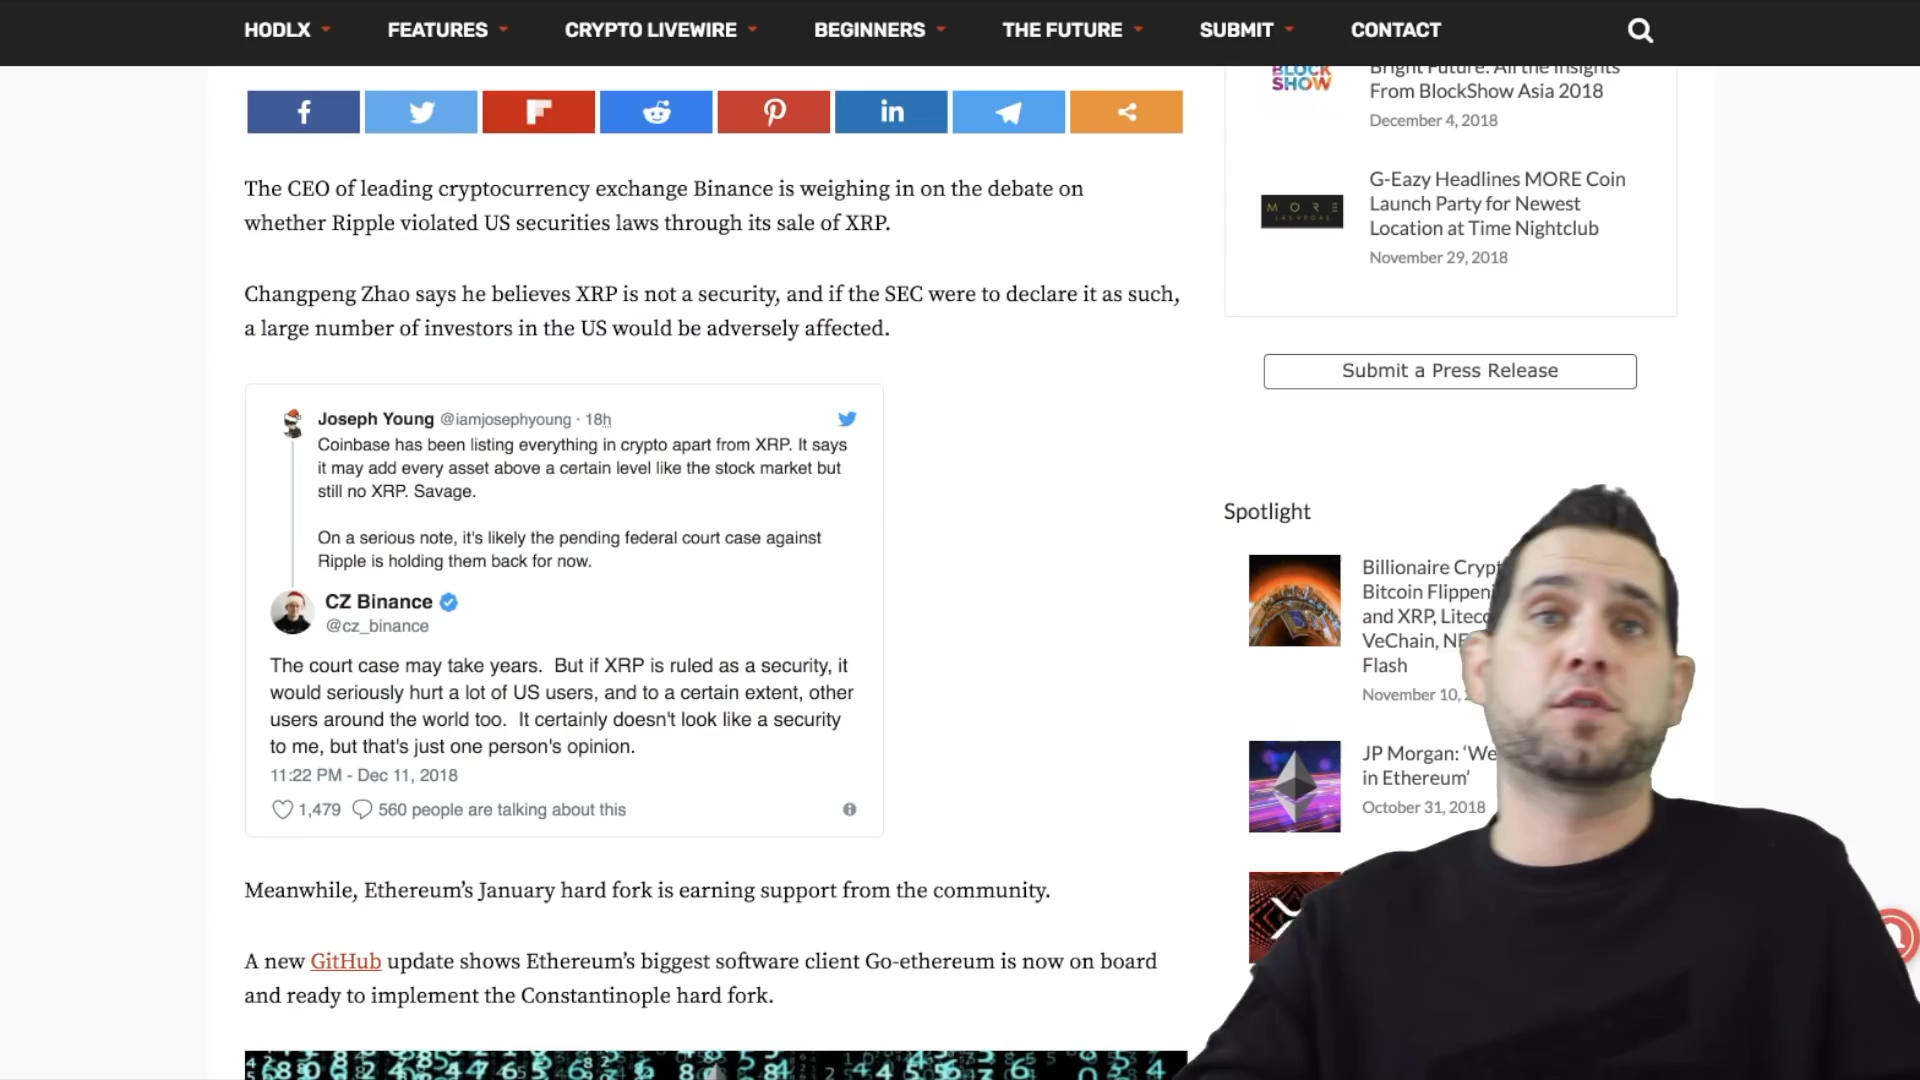 HODLX
FEATURES
CRYPTO LIVEWIRE
BEGINNERS
THE FUTURE
SUBMIT
CONTACT
The CEO of leading cryptocurrency exchange Binance is weighing in on the debate on
whether Ripple violated US securities laws through its sale of XRP.
Changpeng Zhao says he believes XRP is not a security, and if the SEC were to declare it as such,
a large number of investors in the US would be adversely affected.
Joseph Young @iamjosephyoung · 18h
Coinbase has been listing everything in crypto apart from XRP. It says
it may add every asset above a certain level like the stock market but
still no XRP. Savage.
On a serious note, it's likely the pending federal court case against
Ripple is holding them back for now.
CZ Binance
@cz_binance
The court case may take years.  But if XRP is ruled as a security, it
would seriously hurt a lot of US users, and to a certain extent, other
users around the world too.  It certainly doesn't look like a security
to me, but that's just one person's opinion.
11:22 PM - Dec 11, 2018
1,479
560 people are talking about this
Meanwhile, Ethereum's January hard fork is earning support from the community.
A new GitHub update shows Ethereum's biggest software client Go-ethereum is now on board
and ready to implement the Constantinople hard fork.
BLOCK
SHOW
Bright Future: All the Insights
From BlockShow Asia 2018
December 4, 2018
MORE
LAS VEGAS
G-Eazy Headlines MORE Coin
Launch Party for Newest
Location at Time Nightclub
November 29, 2018
Submit a Press Release
Spotlight
Billionaire Crypt
Bitcoin Flippen
and XRP, Litec
VeChain, NE
Flash
November 10,
JP Morgan: 'We
in Ethereum'
October 31, 2018